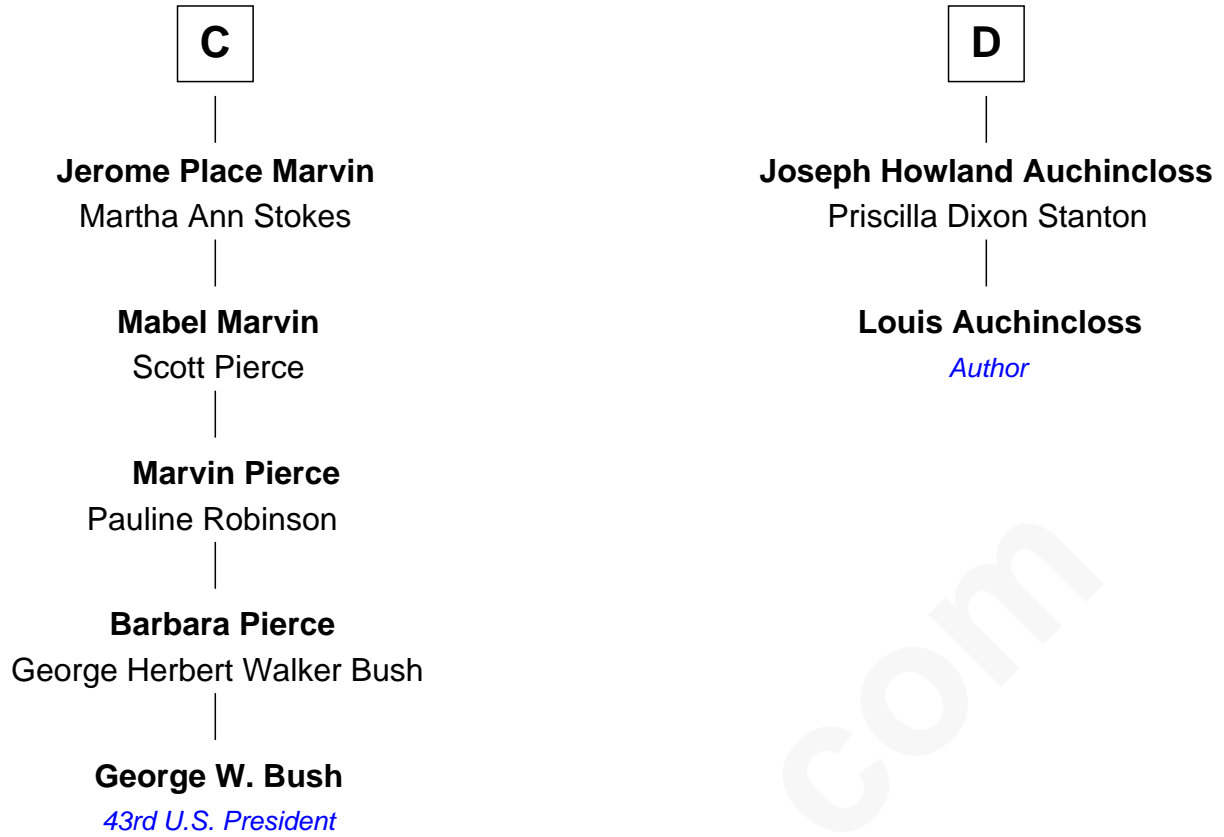 C
Jerome Place Marvin
Martha Ann Stokes
Mabel Marvin
Scott Pierce
Marvin Pierce
Pauline Robinson
Barbara Pierce
George Herbert Walker Bush
George W. Bush
43rd U.S. President
D
Joseph Howland Auchincloss
Priscilla Dixon Stanton
Louis Auchincloss
Author
com